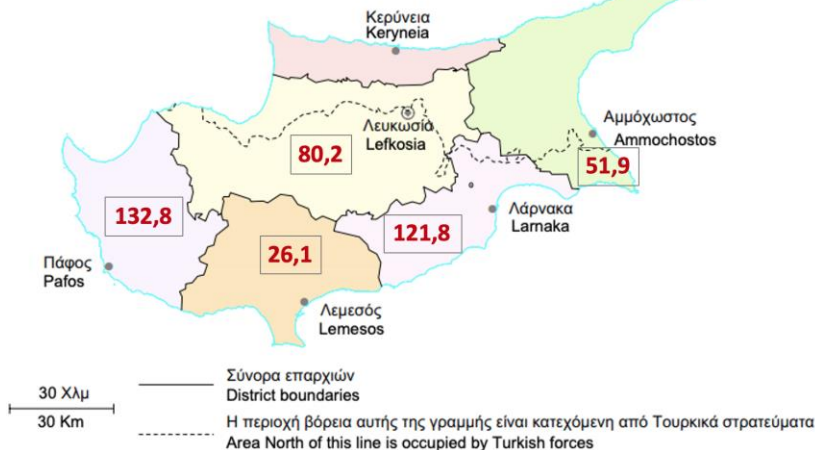 Κερύνεια
Keryneia
Λευκωσία
Lefkosia
Αμμόχωστος
Ammochostos
80,2
51,9
132,8
121,8
26,1
Λάρνακα
Larnaka
Πάφος
Pafos
Λεμεσός
Lemesos
Σύνορα επαρχιών
District boundaries
30 Χλμ
30 Km
Η περιοχή βόρεια αυτής της γραμμής είναι κατεχόμενη από Τουρκικά στρατεύματα
Area North of this line is occupied by Turkish forces